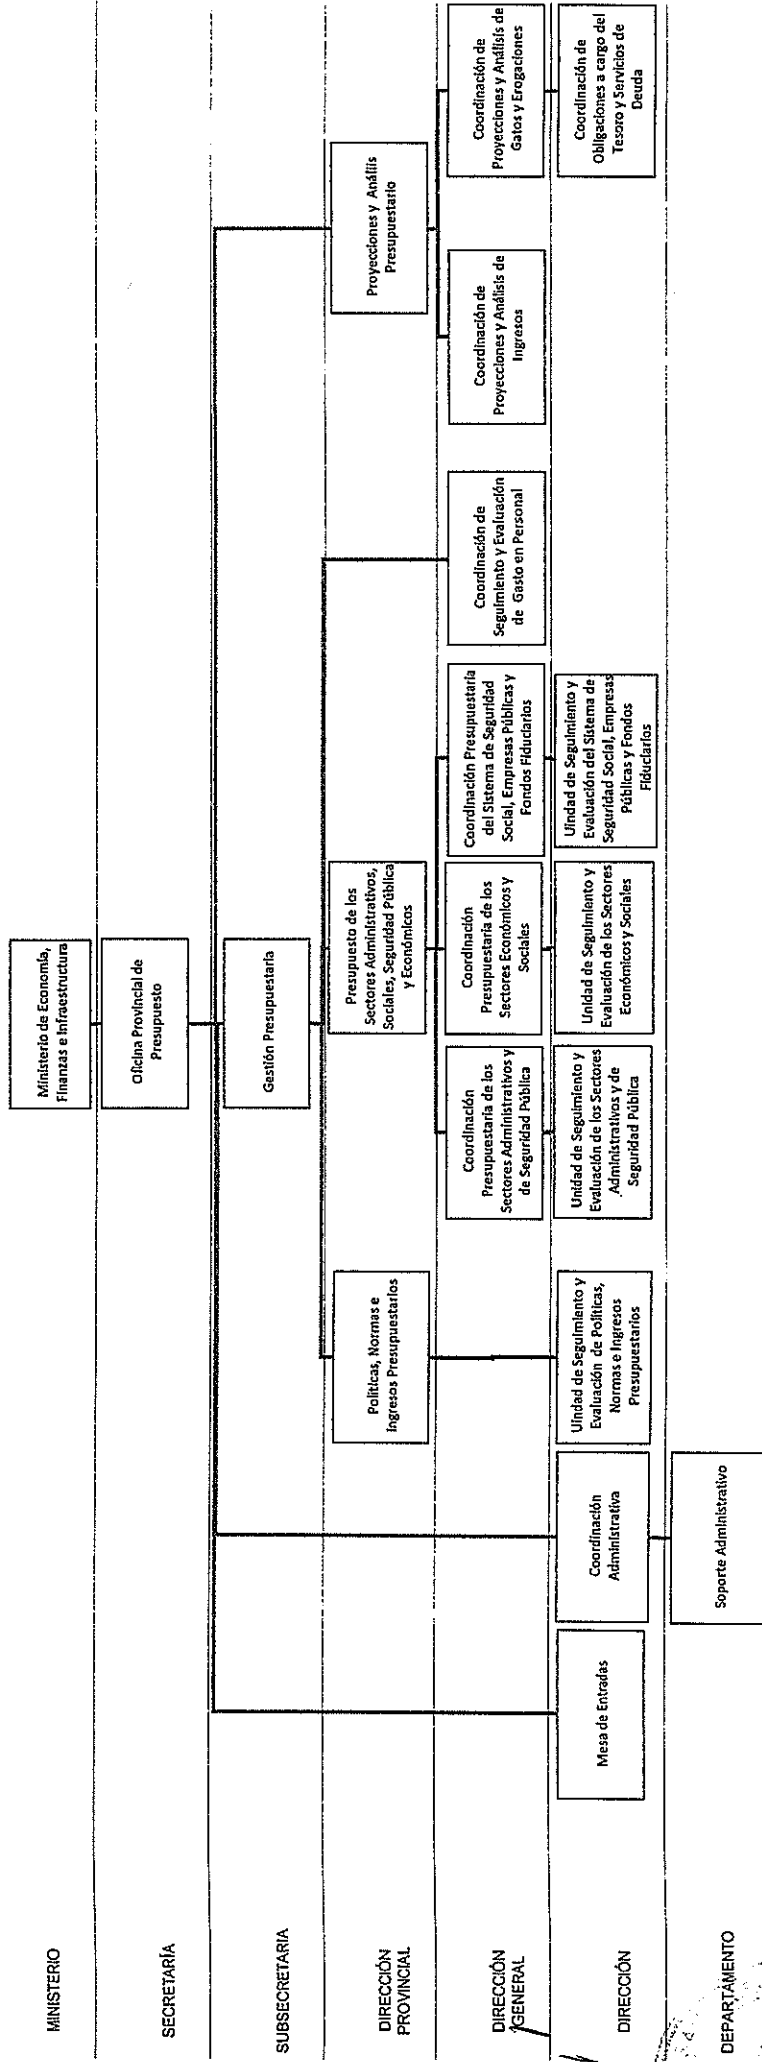 MINISTERIO
Ministerio de Economía,
Finanzas e Infraestructura
SECRETARÍA
Oficina Provincial de
Presupuesto
SUBSECRETARIA
Gestión Presupuestaria
DIRECCIÓN
PROVINCIAL
Políticas, Normas e
Ingresos Presupuestarios
Presupuesto de los
Sectores Administrativos,
Sociales, Seguridad Pública
y Económicos
Proyecciones y Análiis
Presupuestario
DIRECCIÓN
GENERAL
Coordinación
Presupuestaria de los
Sectores Administrativos y
de Seguridad Pública
Coordinación
Presupuestaria de los
Sectores Económicos y
Sociales
Coordinación Presupuestaria
del Sistema de Seguridad
Social, Empresas Públicas y
Fondos Fiduciarios
Coordinación de
Seguimiento y Evaluación
de Gasto en Personal
Coordinación de
Proyecciones y Análisis de
Ingresos
Coordinación de
Proyecciones y Análisis de
Gatos y Erogaciones
DIRECCIÓN
Mesa de Entradas
Coordinación
Administrativa
Uindad de Seguimiento y
Evaluación de Políticas,
Normas e Ingresos
Presupuestarios
Unidad de Seguimiento y
Evaluación de los Sectores
Administrativos y de
Seguridad Pública
Unidad de Seguimiento y
Evaluación de los Sectores
Económicos y Sociales
Uindad de Seguimiento y
Evaluación del Sistema de
Seguridad Social, Empresas
Públicas y Fondos
Fiduciarios
Coordinación de
Obligaciones a cargo del
Tesoro y Servicios de
Deuda
DEPARTAMENTO
Soporte Administrativo